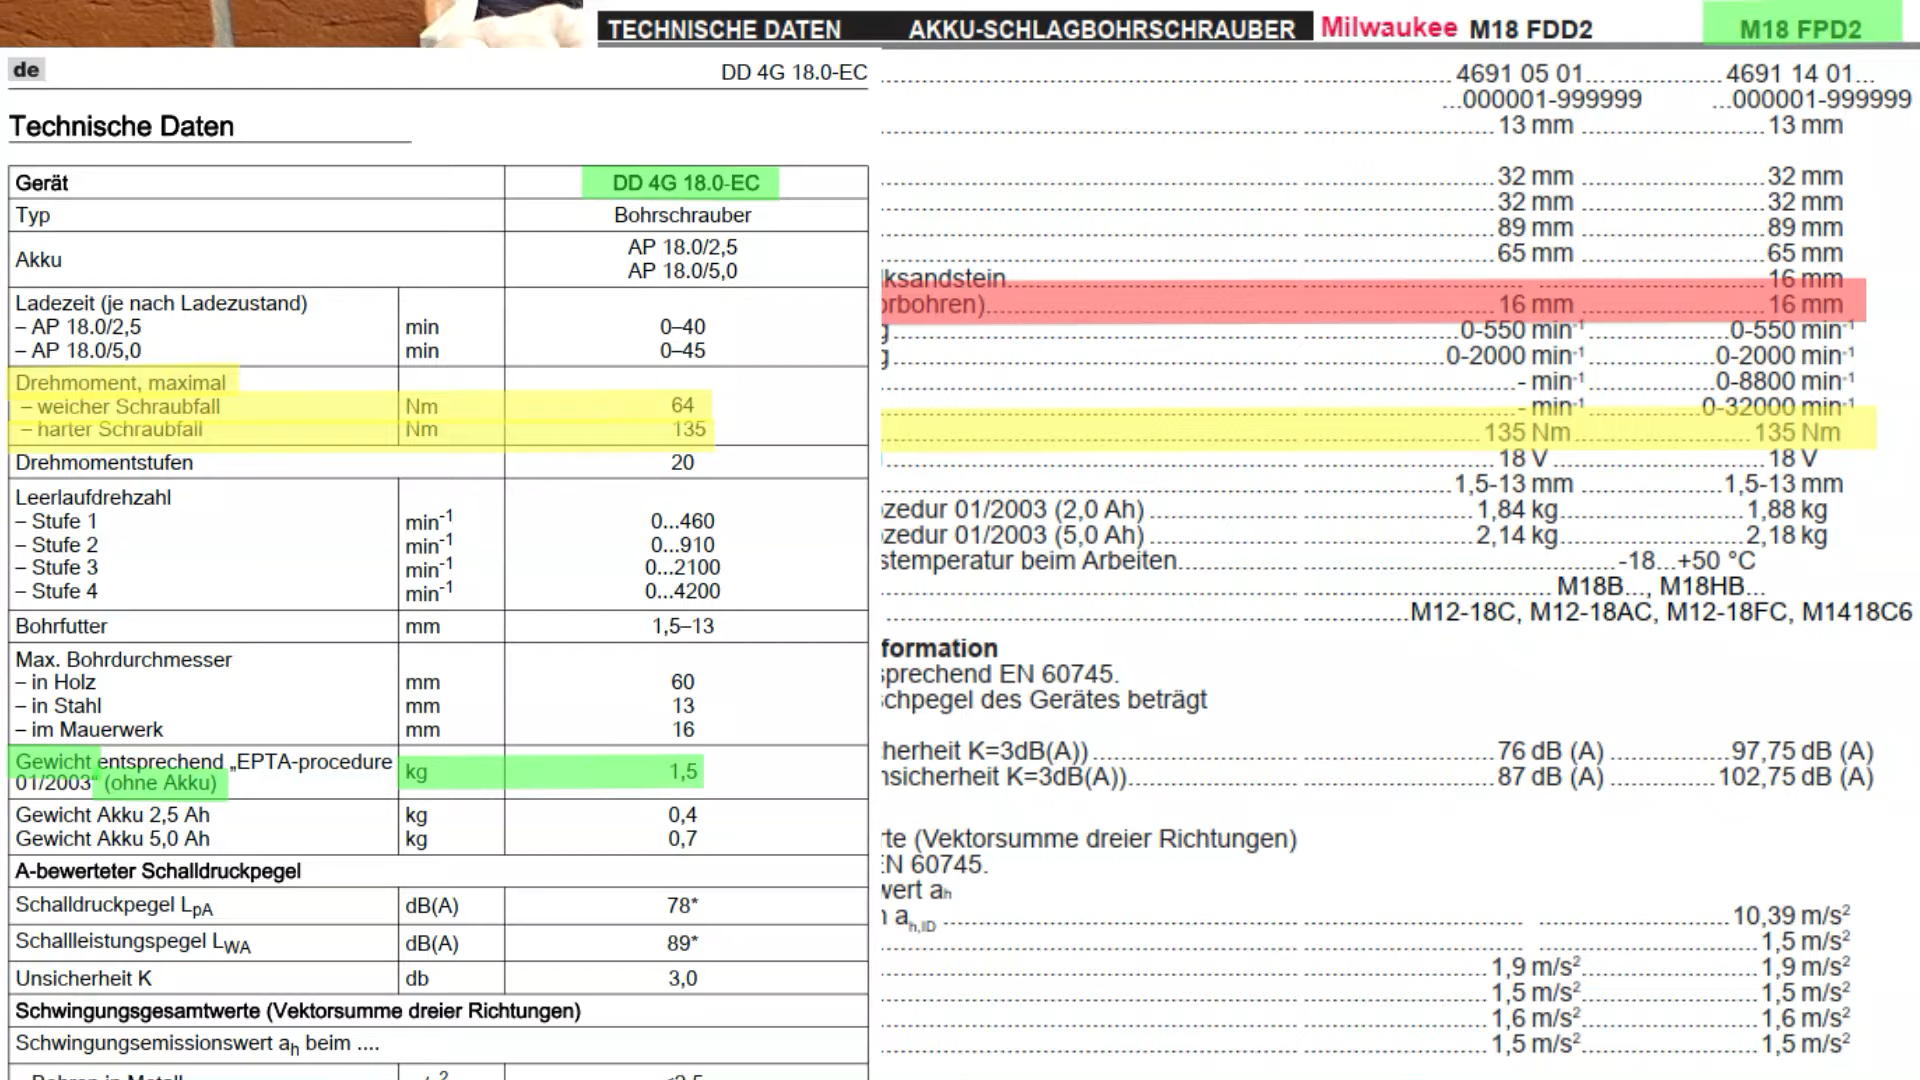 TECHNISCHE DATEN AKKU-SCHLAGBOHRSCHRAUBER Milwaukee M18 FDD2 M18 FPD2
de DD 4G 18.0-EC
Technische Daten
Gerät DD 4G 18.0-EC
Typ Bohrschrauber
Akku AP 18.0/2,5
AP 18.0/5,0
Ladezeit (je nach Ladezustand)
– AP 18.0/2,5 min 0–40
– AP 18.0/5,0 min 0–45
Drehmoment, maximal
– weicher Schraubfall Nm 64
– harter Schraubfall Nm 135
Drehmomentstufen 20
Leerlaufdrehzahl
– Stufe 1 min-1 0...460
– Stufe 2 min-1 0...910
– Stufe 3 min-1 0...2100
– Stufe 4 min-1 0...4200
Bohrfutter mm 1,5–13
Max. Bohrdurchmesser
– in Holz mm 60
– in Stahl mm 13
– im Mauerwerk mm 16
Gewicht entsprechend „EPTA-procedure
01/2003“ (ohne Akku) kg 1,5
Gewicht Akku 2,5 Ah kg 0,4
Gewicht Akku 5,0 Ah kg 0,7
A-bewerteter Schalldruckpegel
Schalldruckpegel LpA dB(A) 78*
Schallleistungspegel LWA dB(A) 89*
Unsicherheit K db 3,0
Schwingungsgesamtwerte (Vektorsumme dreier Richtungen)
Schwingungsemissionswert ah beim ....
4691 05 01... 4691 14 01...
...000001-999999 ...000001-999999
13 mm 13 mm
32 mm 32 mm
32 mm 32 mm
89 mm 89 mm
65 mm 65 mm
ksandstein 16 mm
orbohren) 16 mm 16 mm
g 0-550 min-1 0-550 min-1
g 0-2000 min-1 0-2000 min-1
- min-1 0-8800 min-1
- min-1 0-32000 min-1
135 Nm 135 Nm
18 V 18 V
1,5-13 mm 1,5-13 mm
zedur 01/2003 (2,0 Ah) 1,84 kg 1,88 kg
zedur 01/2003 (5,0 Ah) 2,14 kg 2,18 kg
stemperatur beim Arbeiten -18...+50 °C
M18B..., M18HB...
M12-18C, M12-18AC, M12-18FC, M1418C6
formation
sprechend EN 60745.
schpegel des Gerätes beträgt
herheit K=3dB(A)) 76 dB (A) 97,75 dB (A)
nsicherheit K=3dB(A)) 87 dB (A) 102,75 dB (A)
rte (Vektorsumme dreier Richtungen)
EN 60745.
wert ah
n ah,ID 10,39 m/s2
1,5 m/s2
1,9 m/s2 1,9 m/s2
1,5 m/s2 1,5 m/s2
1,6 m/s2 1,6 m/s2
1,5 m/s2 1,5 m/s2